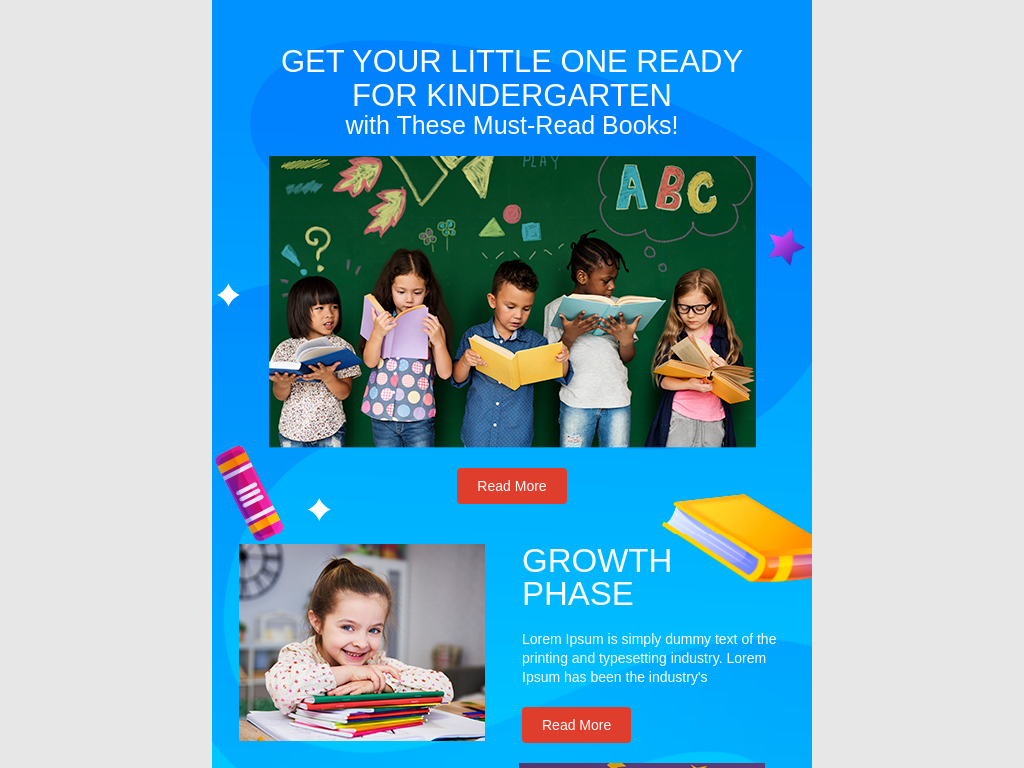 GET YOUR LITTLE ONE READY
FOR KINDERGARTEN
with These Must-Read Books!
PLAY
ABC
Read More
GROWTH
PHASE
Lorem Ipsum is simply dummy text of the
printing and typesetting industry. Lorem
Ipsum has been the industry's
Read More